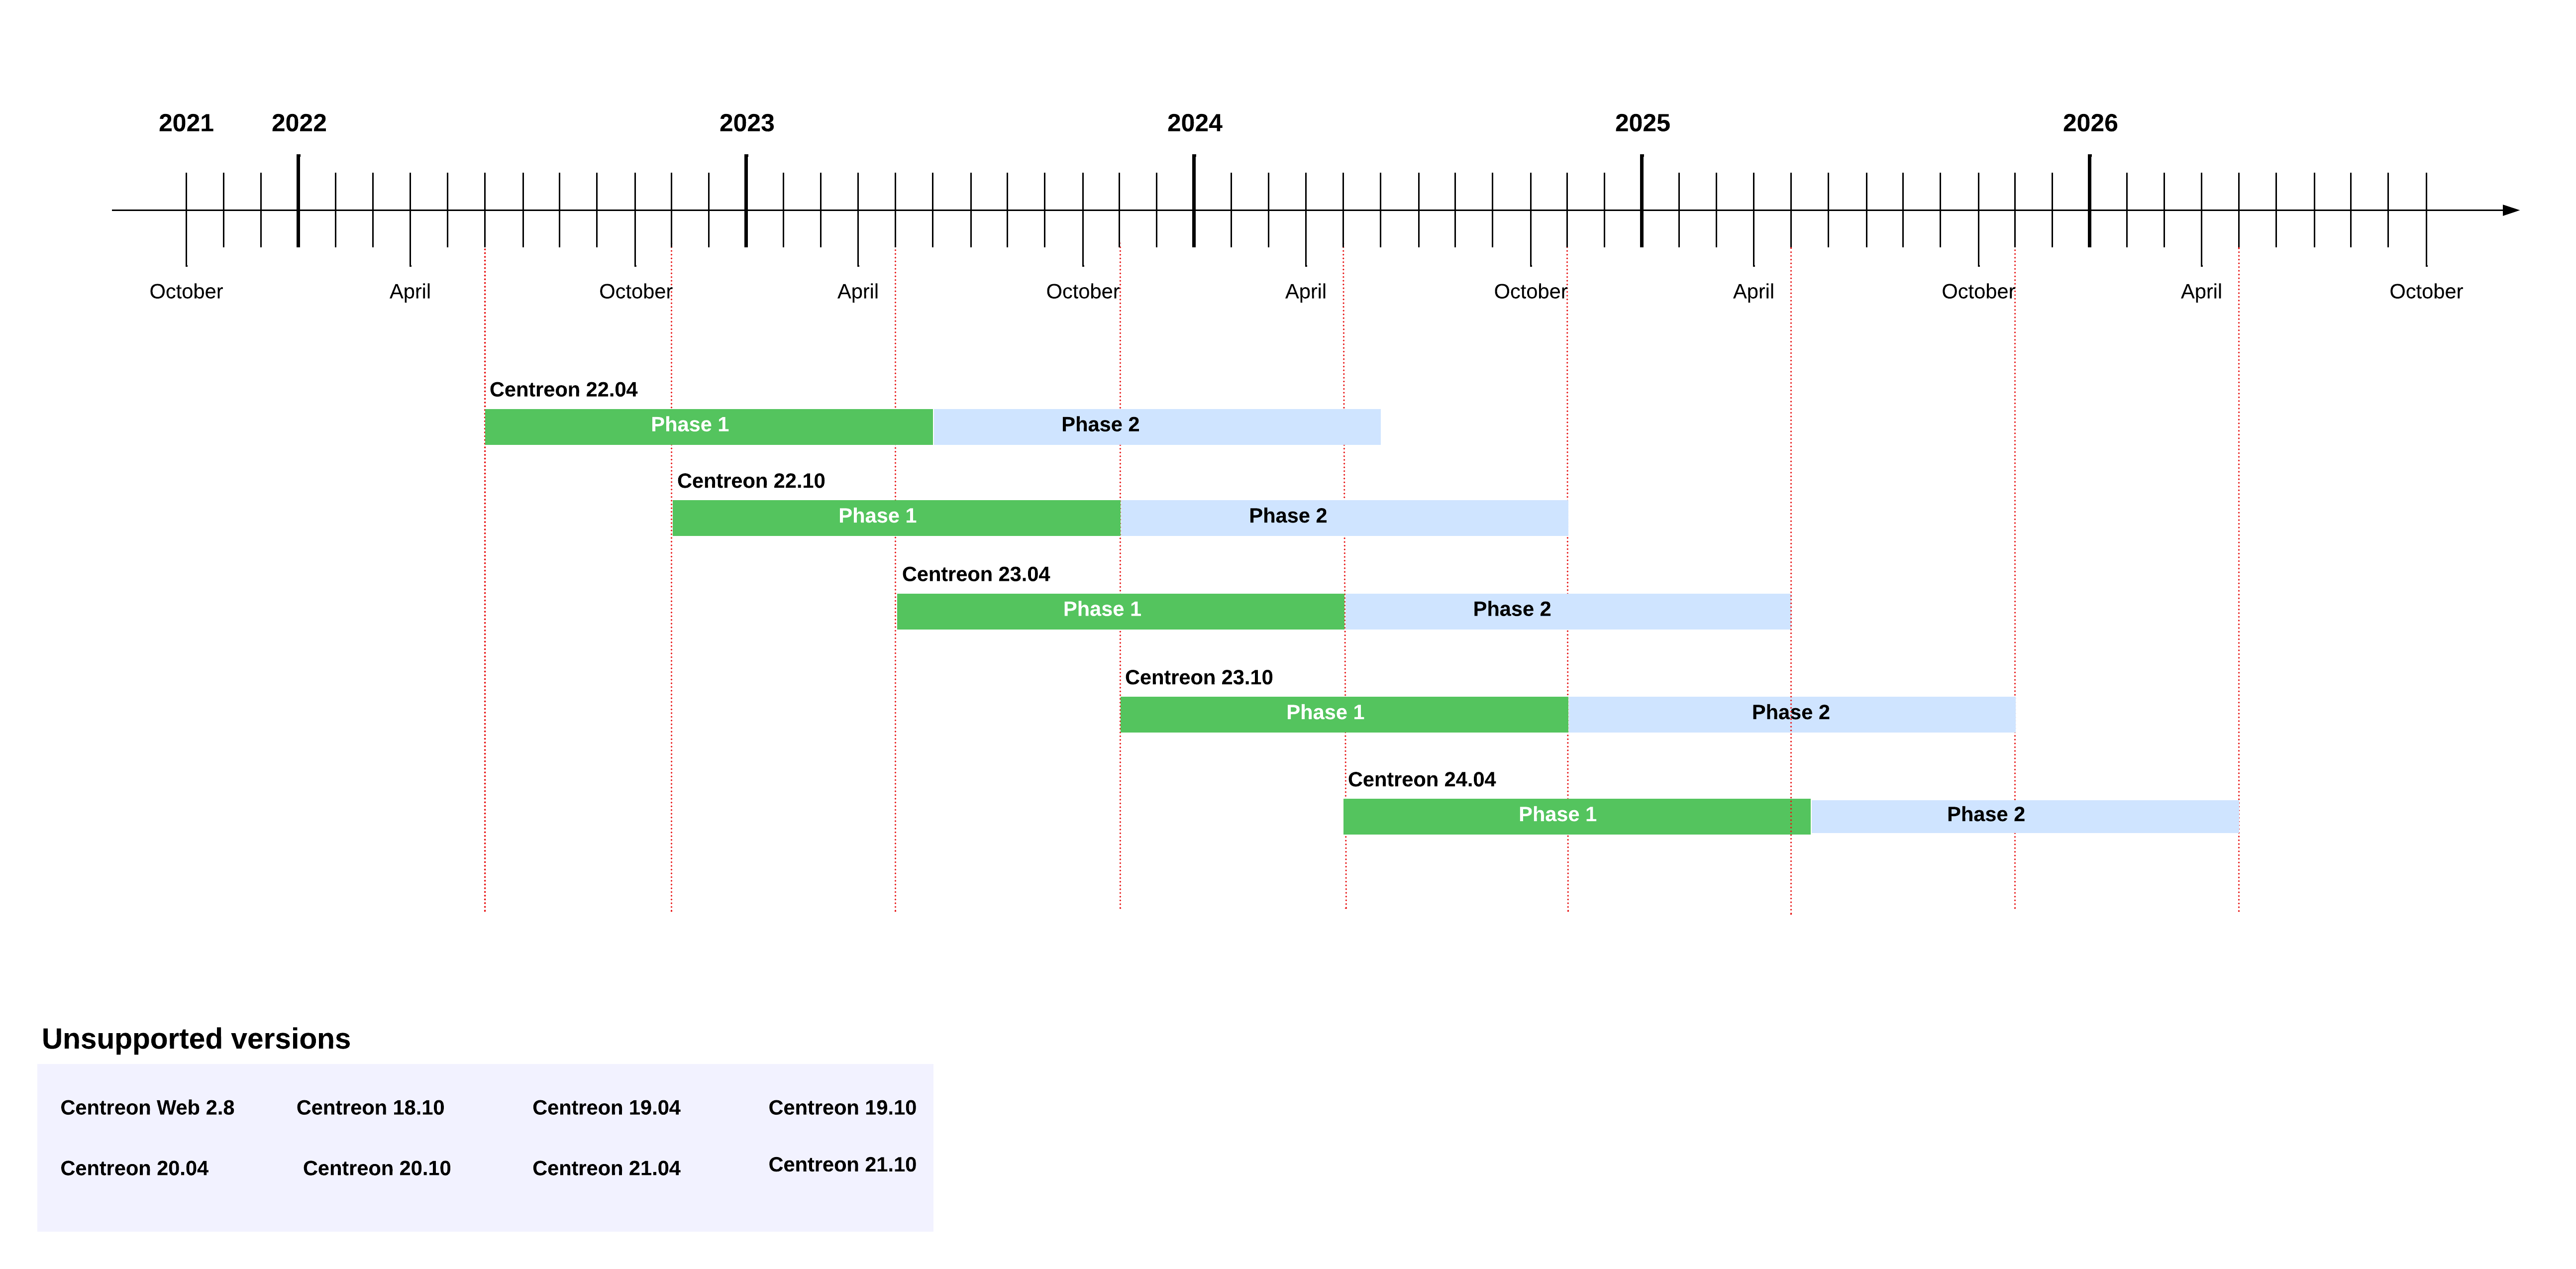 2021 2022 2023 2024 2025 2026
October April October April October April October April October April October
Centreon 22.04
Phase 1 Phase 2
Centreon 22.10
Phase 1 Phase 2
Centreon 23.04
Phase 1 Phase 2
Centreon 23.10
Phase 1 Phase 2
Centreon 24.04
Phase 1 Phase 2
Unsupported versions
Centreon Web 2.8 Centreon 18.10 Centreon 19.04 Centreon 19.10
Centreon 20.04 Centreon 20.10 Centreon 21.04 Centreon 21.10